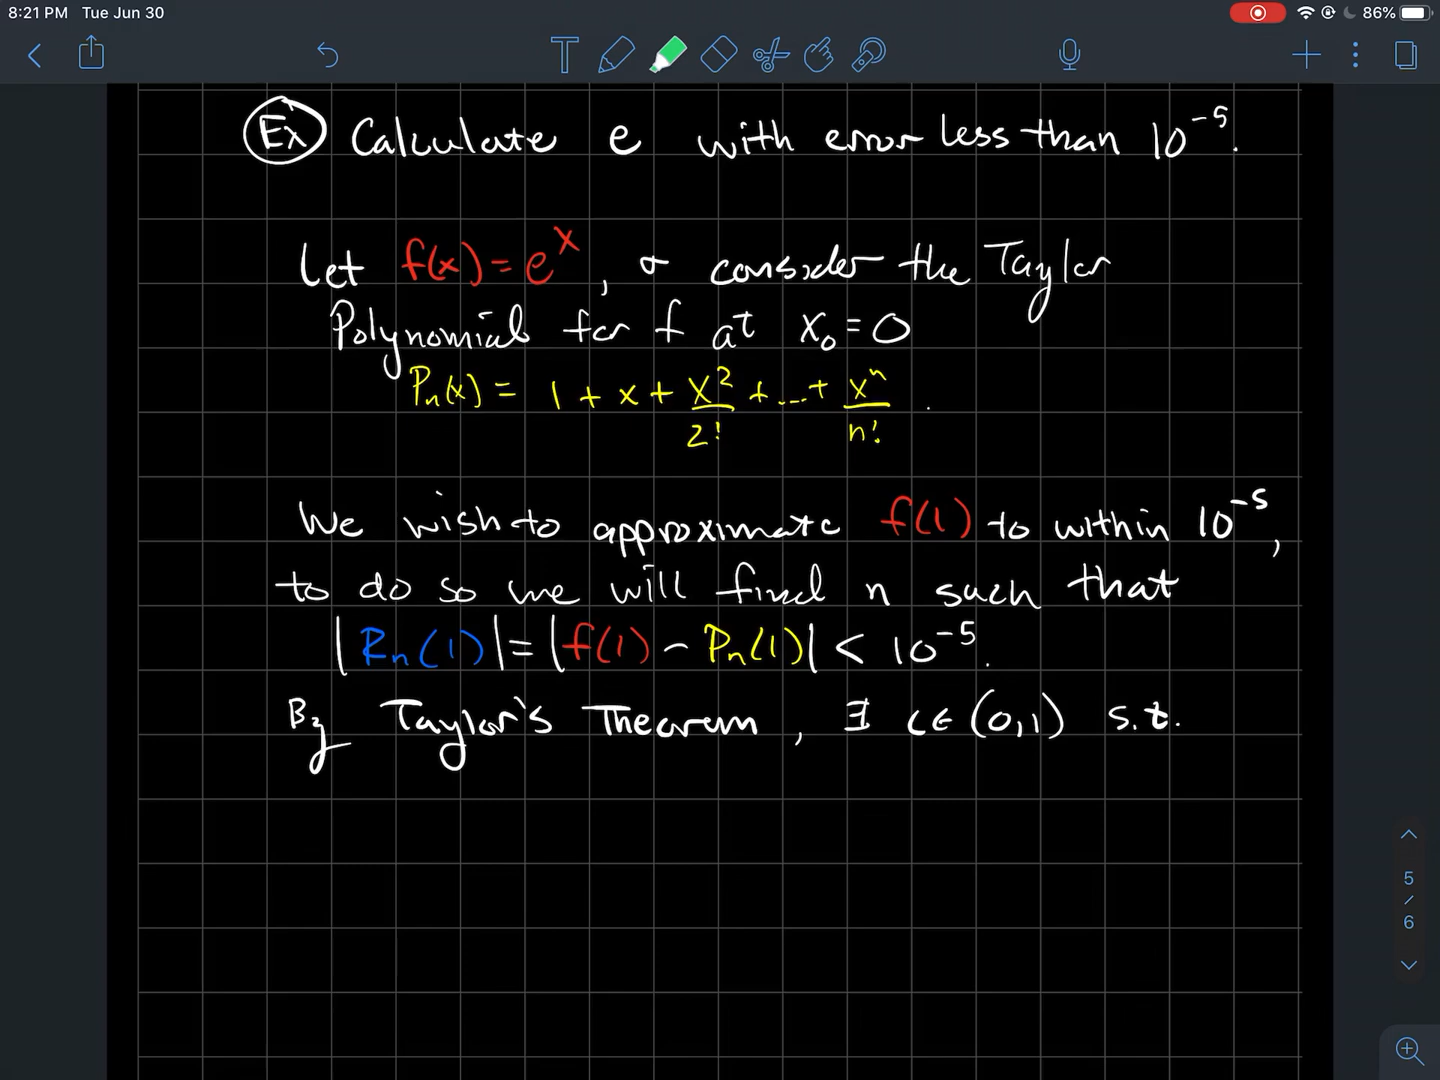 8:21 PM Tue Jun 30
86%
Ex Calculate e with error less than 10⁻⁵.
Let f(x) = eˣ, & consider the Taylor
Polynomial for f at x₀ = 0
Pₙ(x) = 1 + x + x²/2! + ... + xⁿ/n! .
We wish to approximate f(1) to within 10⁻⁵,
to do so we will find n such that
|Rₙ(1)| = |f(1) - Pₙ(1)| < 10⁻⁵.
By Taylor's Theorem, ∃ c ∈ (0,1) s.t.
5
/
6